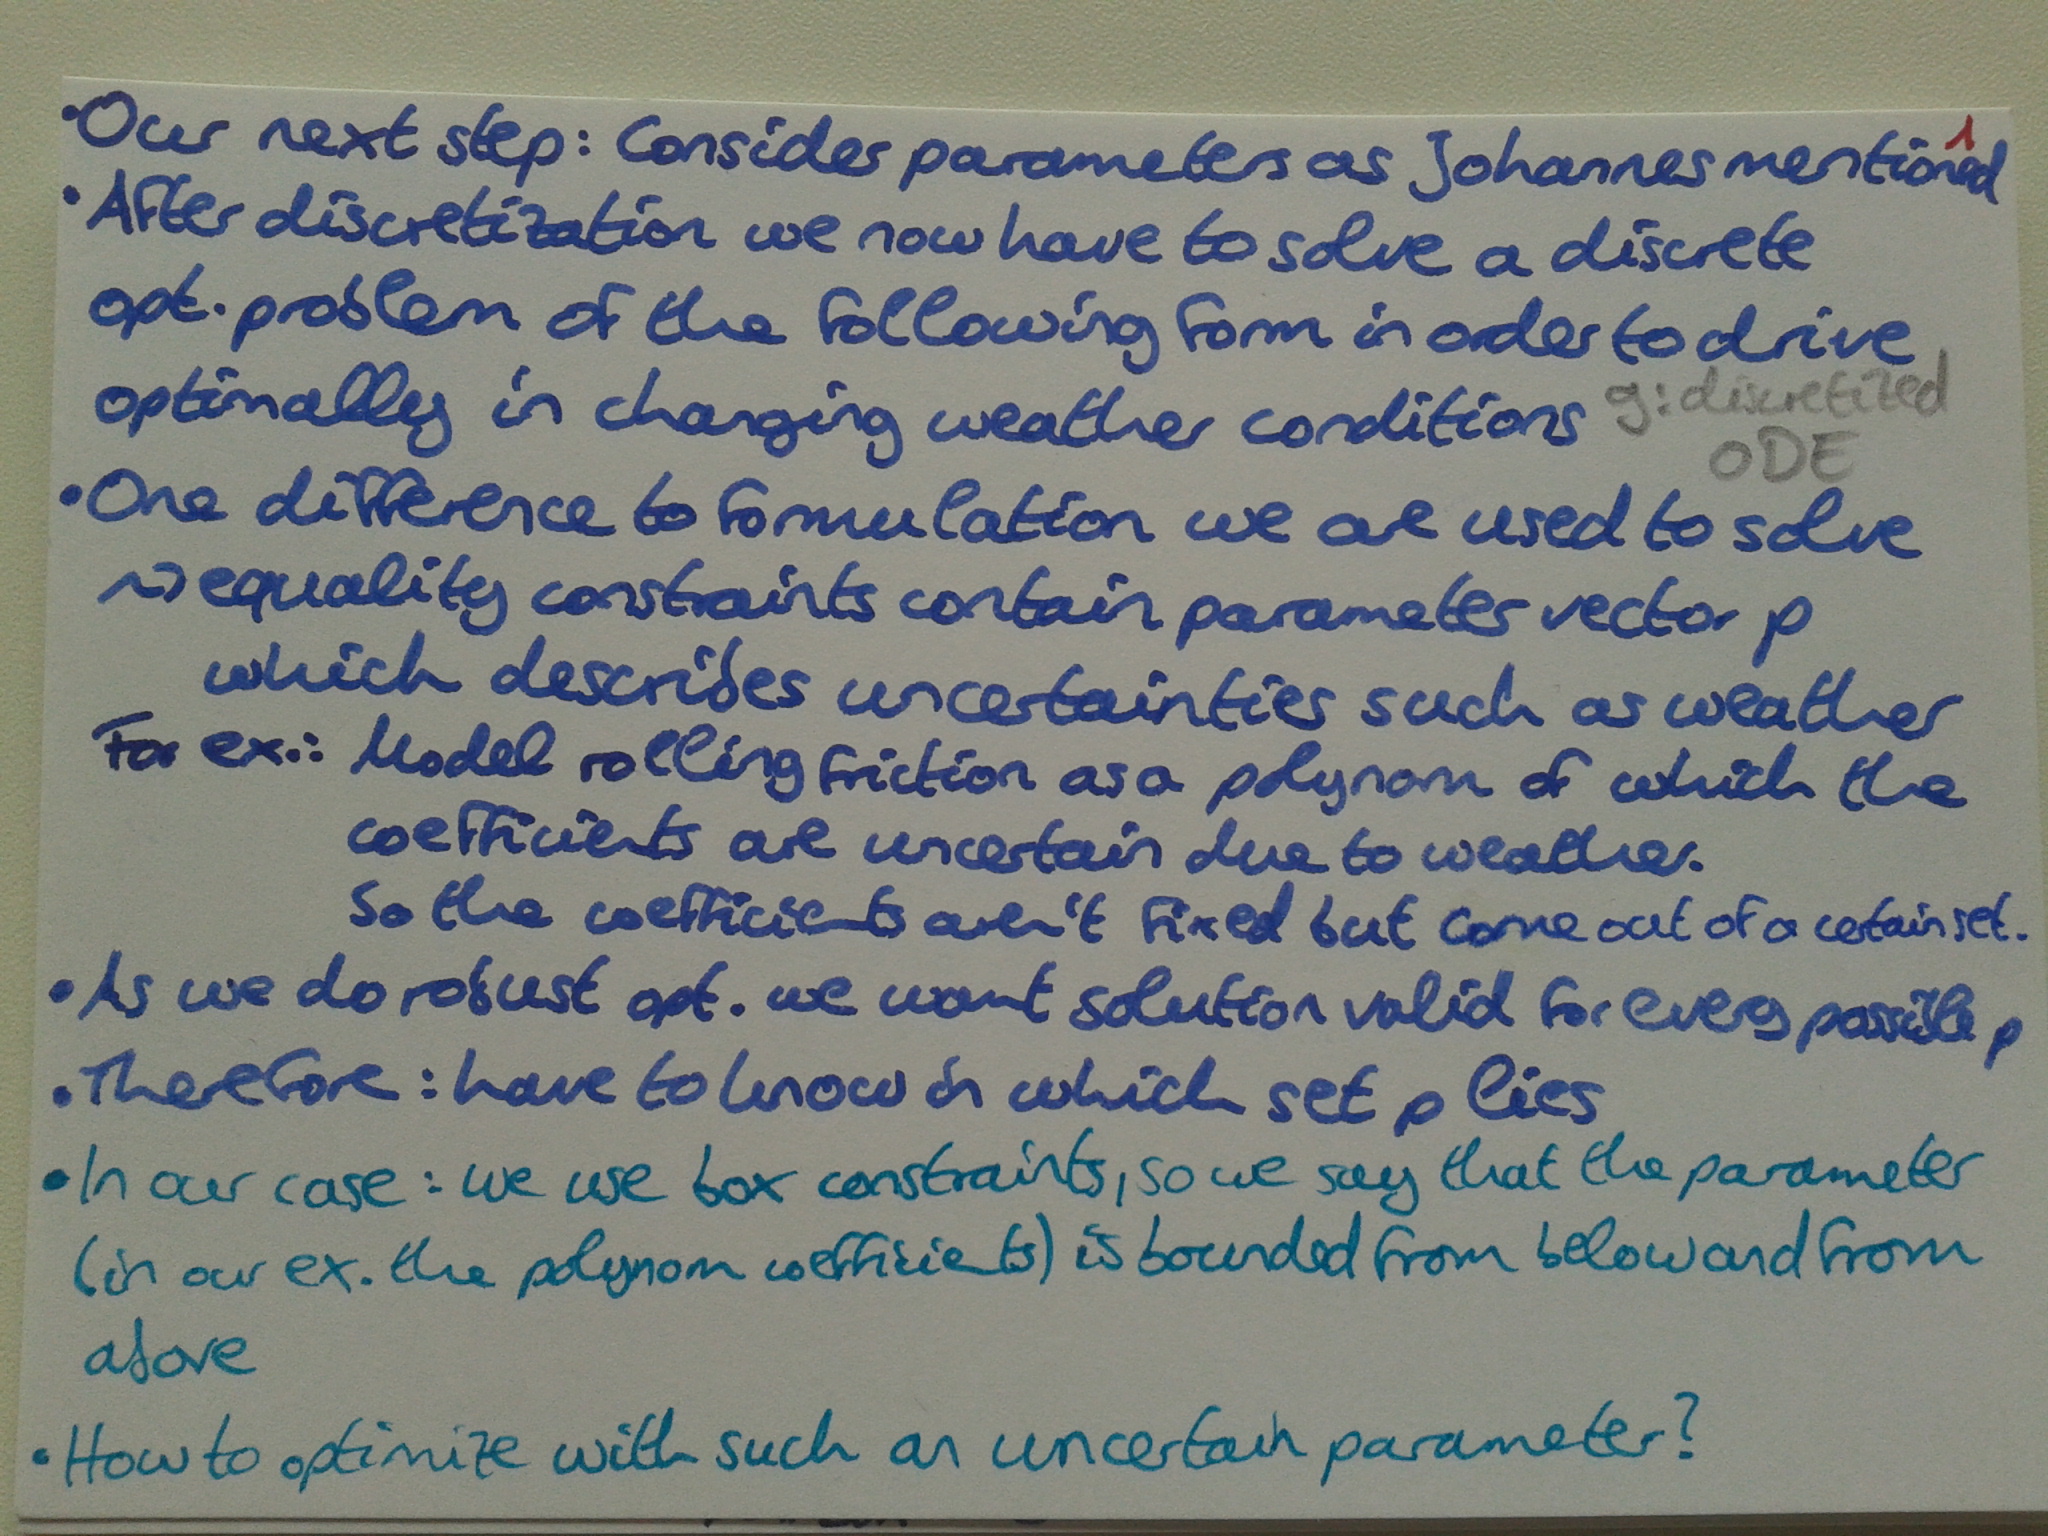 1
• Our next step: Consider parameters as Johannes mentioned
• After discretization we now have to solve a discrete
opt. problem of the following form in order to drive
optimally in changing weather conditions
g: discretized
ODE
• One difference to formulation we are used to solve
~> equality constraints contain parameter vector p
which describes uncertainties such as weather
For ex.: Model rolling friction as a polynom of which the
coefficients are uncertain due to weather.
So the coefficients aren't fixed but come out of a certain set.
• As we do robust opt. we want solution valid for every possible p
• Therefore: have to know in which set p lies
• In our case: we use box constraints, so we say that the parameter
(in our ex. the polynom coefficients) is bounded from below and from
above
• How to optimize with such an uncertain parameter?